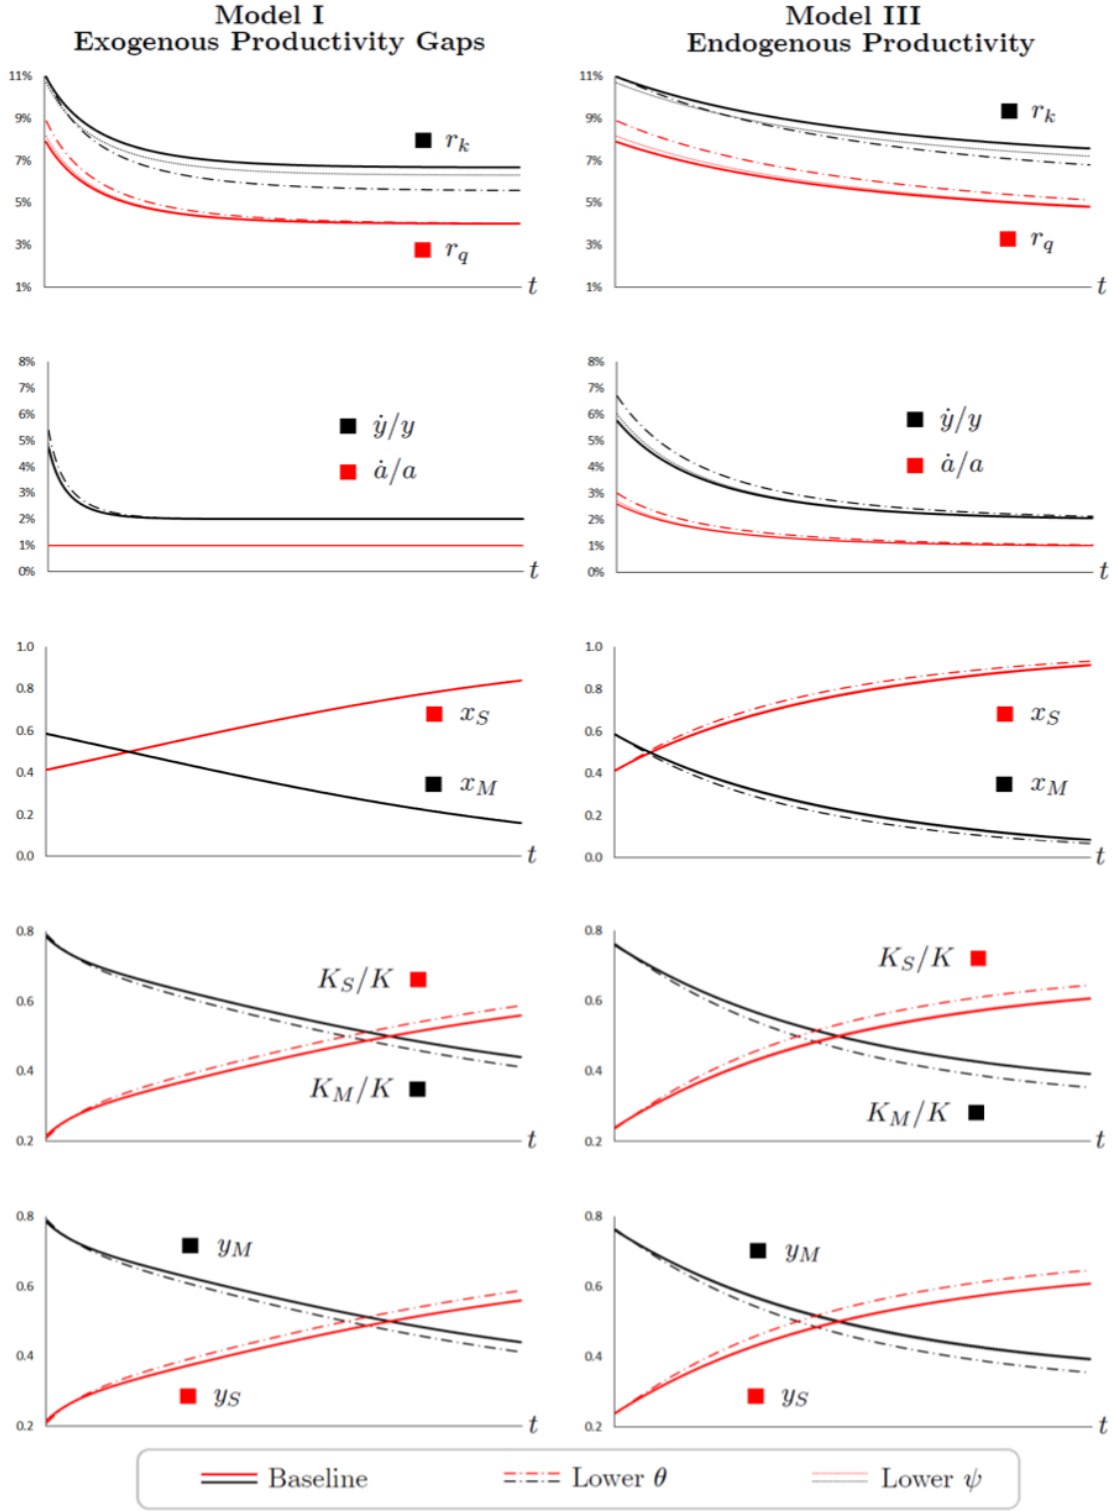 Model I
Exogenous Productivity Gaps
Model III
Endogenous Productivity
11%
9%
7%
5%
3%
1%
r_k
r_q
t
11%
9%
7%
5%
3%
1%
r_k
r_q
t
8%
7%
6%
5%
4%
3%
2%
1%
0%
ẏ/y
ȧ/a
t
8%
7%
6%
5%
4%
3%
2%
1%
0%
ẏ/y
ȧ/a
t
1.0
0.8
0.6
0.4
0.2
0.0
x_S
x_M
t
1.0
0.8
0.6
0.4
0.2
0.0
x_S
x_M
t
0.8
0.6
0.4
0.2
K_S/K
K_M/K
t
0.8
0.6
0.4
0.2
K_S/K
K_M/K
t
0.8
0.6
0.4
0.2
y_M
y_S
t
0.8
0.6
0.4
0.2
y_M
y_S
t
Baseline
Lower θ
Lower ψ